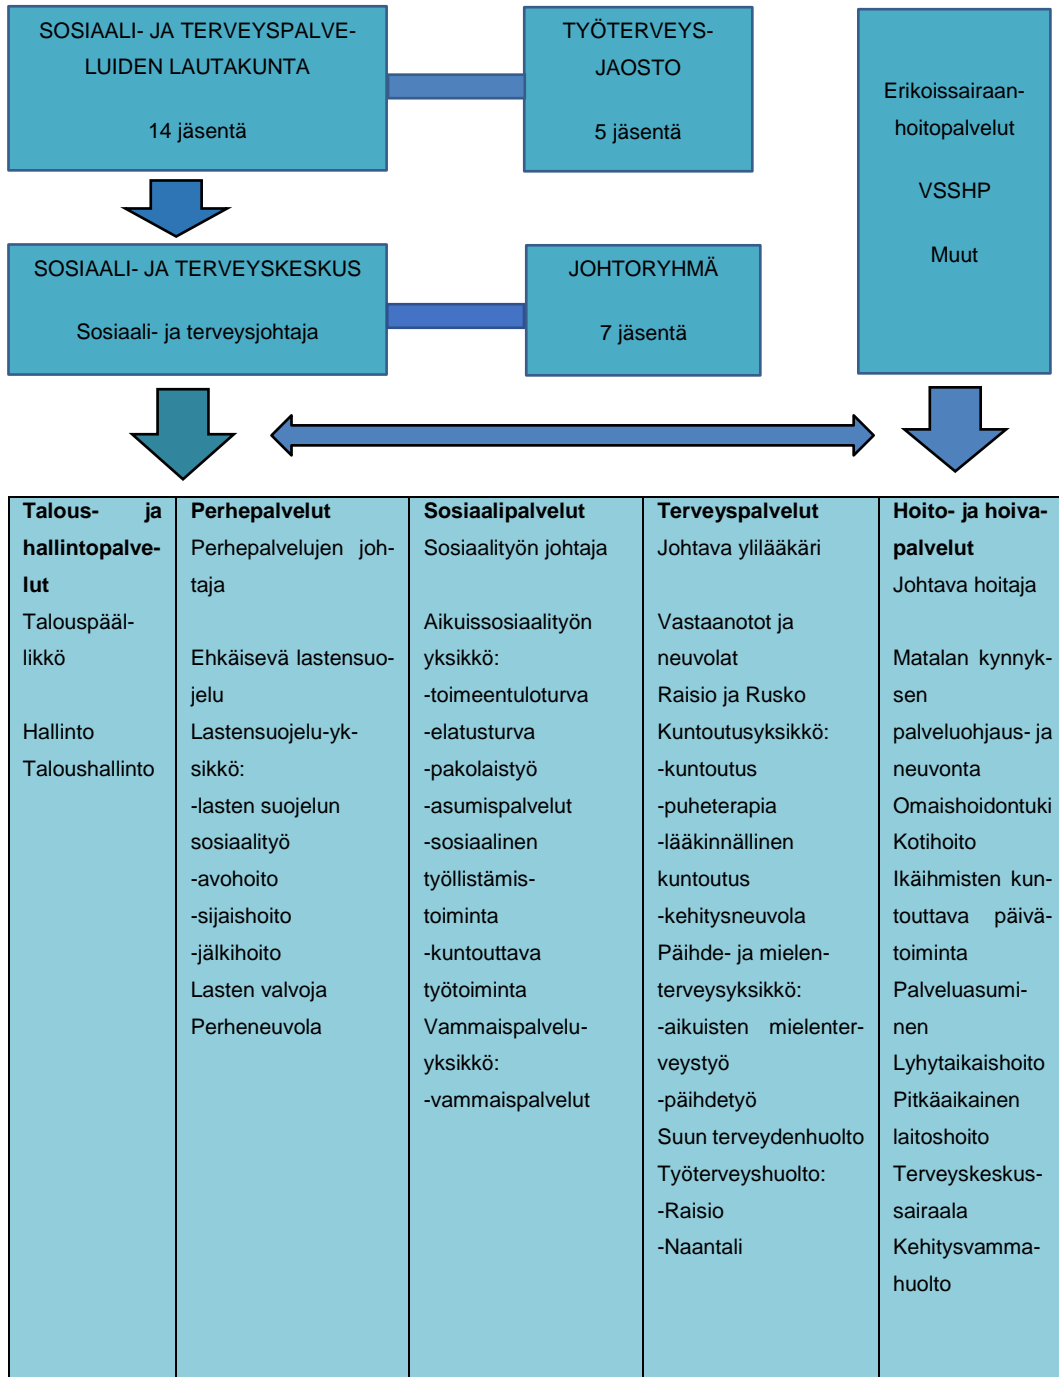 SOSIAALI- JA TERVEYSPALVE-
LUIDEN LAUTAKUNTA
14 jäsentä
TYÖTERVEYS-
JAOSTO
5 jäsentä
Erikoissairaan-
hoitopalvelut
VSSHP
Muut
SOSIAALI- JA TERVEYSKESKUS
Sosiaali- ja terveysjohtaja
JOHTORYHMÄ
7 jäsentä
Talous- ja
hallintopalve-
lut
Talouspääl-
likkö
Hallinto
Taloushallinto
Perhepalvelut
Perhepalvelujen joh-
taja
Ehkäisevä lastensuo-
jelu
Lastensuojelu-yk-
sikkö:
-lasten suojelun
sosiaalityö
-avohoito
-sijaishoito
-jälkihoito
Lasten valvoja
Perheneuvola
Sosiaalipalvelut
Sosiaalityön johtaja
Aikuissosiaalityön
yksikkö:
-toimeentuloturva
-elatusturva
-pakolaistyö
-asumispalvelut
-sosiaalinen
työllistämis-
toiminta
-kuntouttava
työtoiminta
Vammaispalvelu-
yksikkö:
-vammaispalvelut
Terveyspalvelut
Johtava ylilääkäri
Vastaanotot ja
neuvolat
Raisio ja Rusko
Kuntoutusyksikkö:
-kuntoutus
-puheterapia
-lääkinnällinen
kuntoutus
-kehitysneuvola
Päihde- ja mielen-
terveysyksikkö:
-aikuisten mielenter-
veystyö
-päihdetyö
Suun terveydenhuolto
Työterveyshuolto:
-Raisio
-Naantali
Hoito- ja hoiva-
palvelut
Johtava hoitaja
Matalan kynnyk-
sen
palveluohjaus- ja
neuvonta
Omaishoidontuki
Kotihoito
Ikäihmisten kun-
touttava päivä-
toiminta
Palveluasumi-
nen
Lyhytaikaishoito
Pitkäaikainen
laitoshoito
Terveyskeskus-
sairaala
Kehitysvamma-
huolto